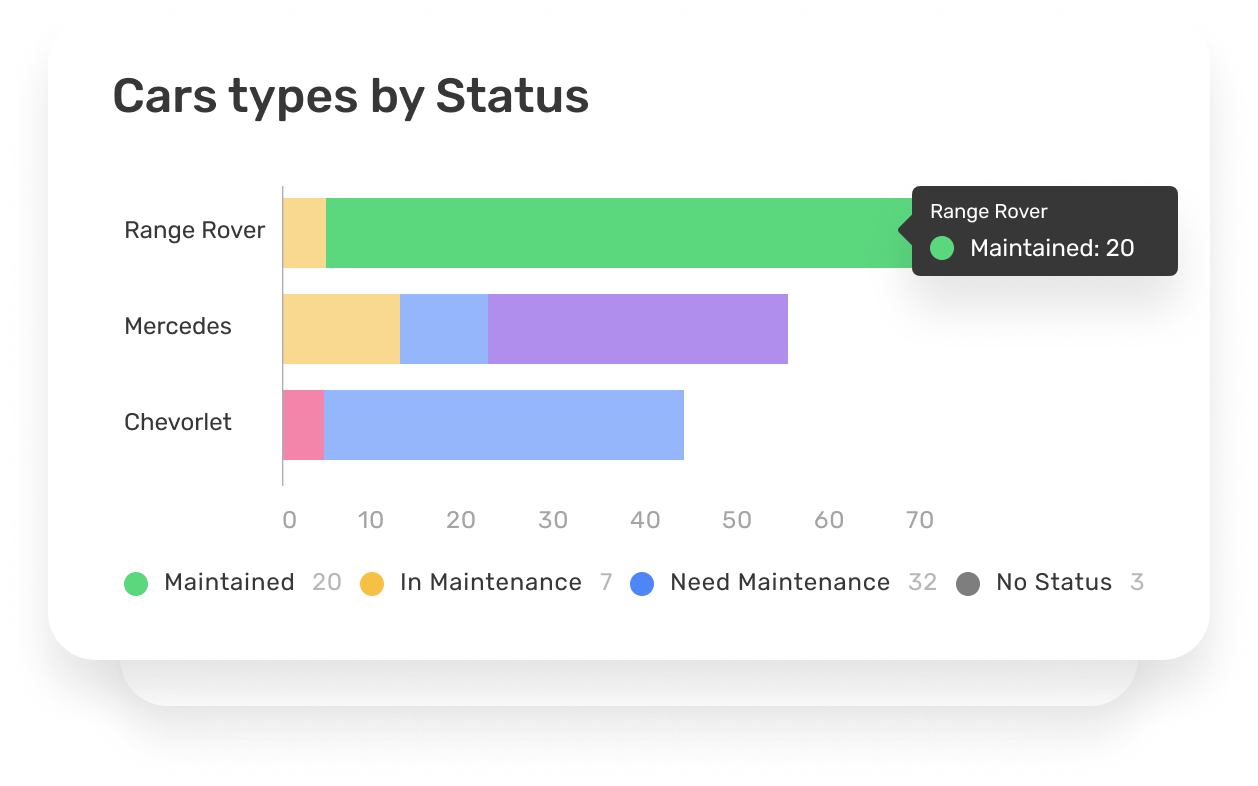 Cars types by Status
Range Rover
Range Rover
Maintained: 20
Mercedes
Chevorlet
0 10 20 30 40 50 60 70
Maintained 20 In Maintenance 7 Need Maintenance 32 No Status 3